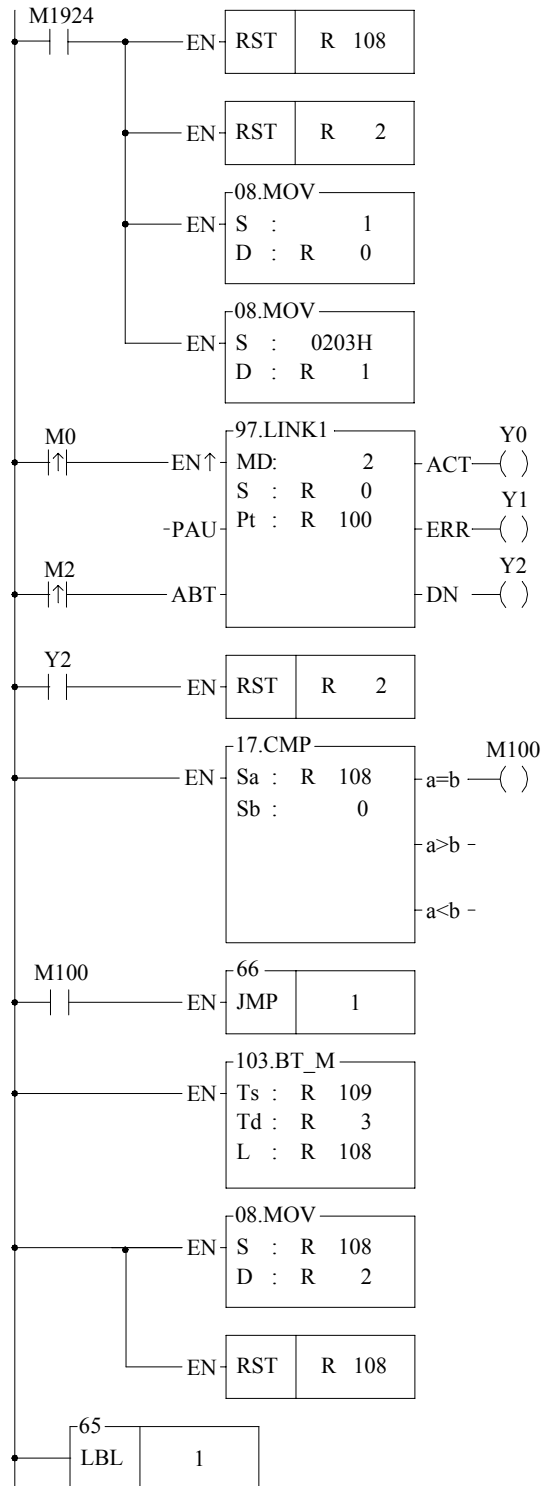 M1924
EN RST R 108
EN RST R 2
08.MOV
EN S : 1
D : R 0
08.MOV
EN S : 0203H
D : R 1
M0 97.LINK1 Y0
EN↑ MD: 2 ACT ( )
S : R 0 Y1
PAU Pt : R 100 ERR ( )
M2 Y2
ABT DN ( )
Y2
EN RST R 2
17.CMP M100
EN Sa : R 108 a=b ( )
Sb : 0
a>b
a<b
M100 66
EN JMP 1
103.BT_M
EN Ts : R 109
Td : R 3
L : R 108
08.MOV
EN S : R 108
D : R 2
EN RST R 108
65
LBL 1